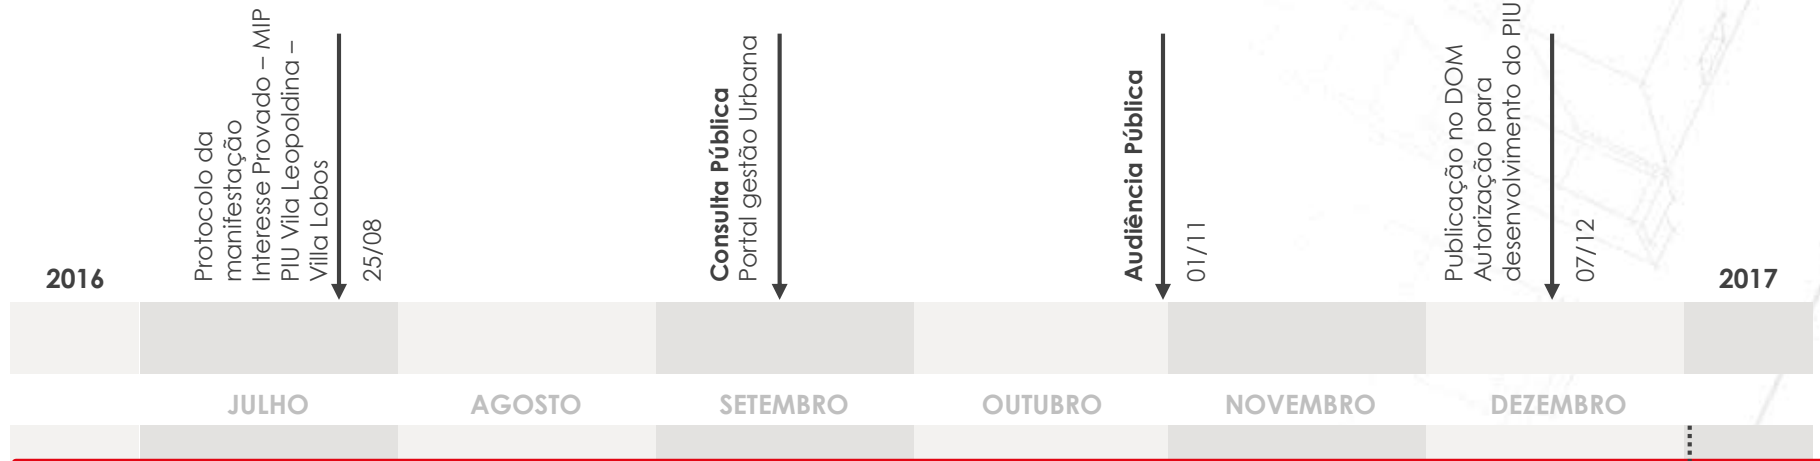 2016
Protocolo da
manifestação
Interesse Provado – MIP
PIU Vila Leopoldina –
Villa Lobos
25/08
Consulta Pública
Portal gestão Urbana
Audiência Pública
01/11
Publicação no DOM
Autorização para
desenvolvimento do PIU
07/12
2017
JULHO
AGOSTO
SETEMBRO
OUTUBRO
NOVEMBRO
DEZEMBRO